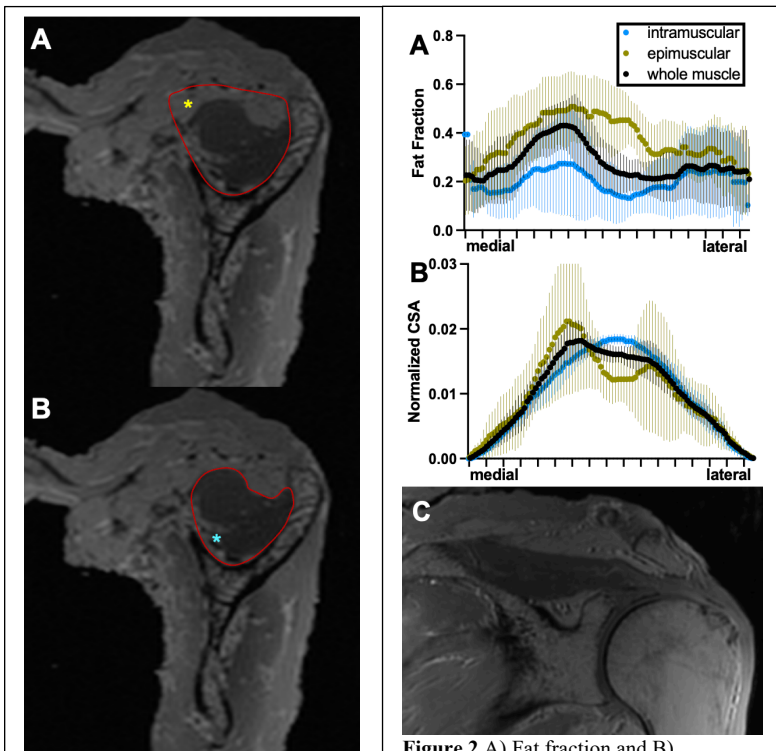 A
*
B
*
A
intramuscular
epimuscular
whole muscle
Fat Fraction
0.8
0.6
0.4
0.2
0.0
medial
lateral
B
Normalized CSA
0.03
0.02
0.01
0.00
medial
lateral
C
Figure 2 A) Fat fraction and B)